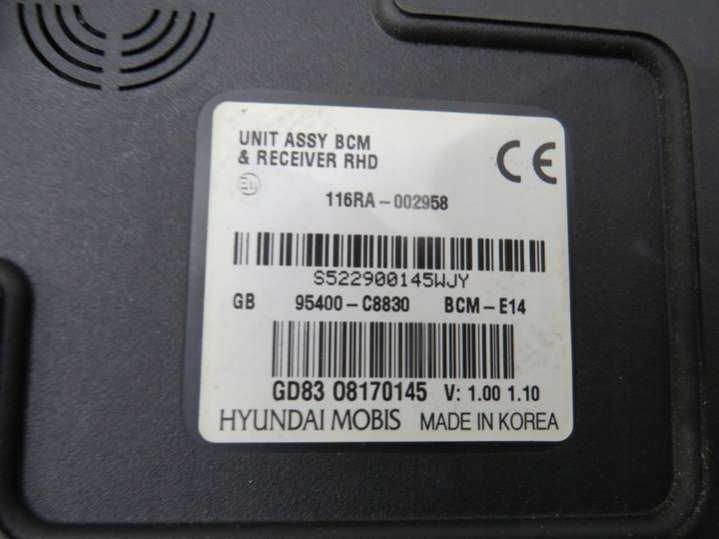 UNIT ASSY BCM
& RECEIVER RHD
CE
116RA-002958
S522900145WJY
GB 95400-C8830 BCM-E14
GD83 08170145 V: 1.00 1.10
HYUNDAI MOBIS MADE IN KOREA